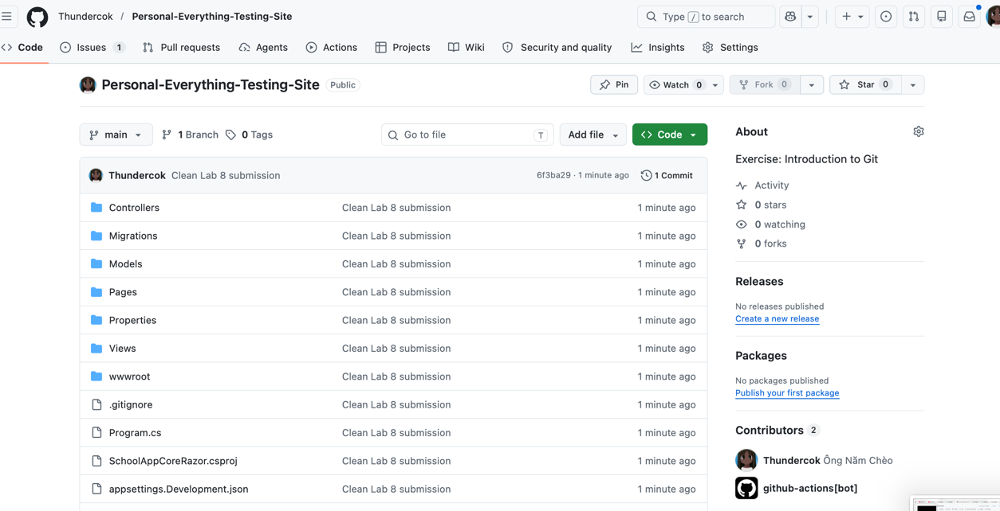 Thundercok / Personal-Everything-Testing-Site
Type / to search
Code Issues 1 Pull requests Agents Actions Projects Wiki Security and quality Insights Settings
Personal-Everything-Testing-Site Public
Pin Watch 0 Fork 0 Star 0
main 1 Branch 0 Tags Go to file T Add file Code
Thundercok Clean Lab 8 submission 6f3ba29 · 1 minute ago 1 Commit
Controllers Clean Lab 8 submission 1 minute ago
Migrations Clean Lab 8 submission 1 minute ago
Models Clean Lab 8 submission 1 minute ago
Pages Clean Lab 8 submission 1 minute ago
Properties Clean Lab 8 submission 1 minute ago
Views Clean Lab 8 submission 1 minute ago
wwwroot Clean Lab 8 submission 1 minute ago
.gitignore Clean Lab 8 submission 1 minute ago
Program.cs Clean Lab 8 submission 1 minute ago
SchoolAppCoreRazor.csproj Clean Lab 8 submission 1 minute ago
appsettings.Development.json Clean Lab 8 submission 1 minute ago
About
Exercise: Introduction to Git
Activity
0 stars
0 watching
0 forks
Releases
No releases published
Create a new release
Packages
No packages published
Publish your first package
Contributors 2
Thundercok Ông Năm Chèo
github-actions[bot]